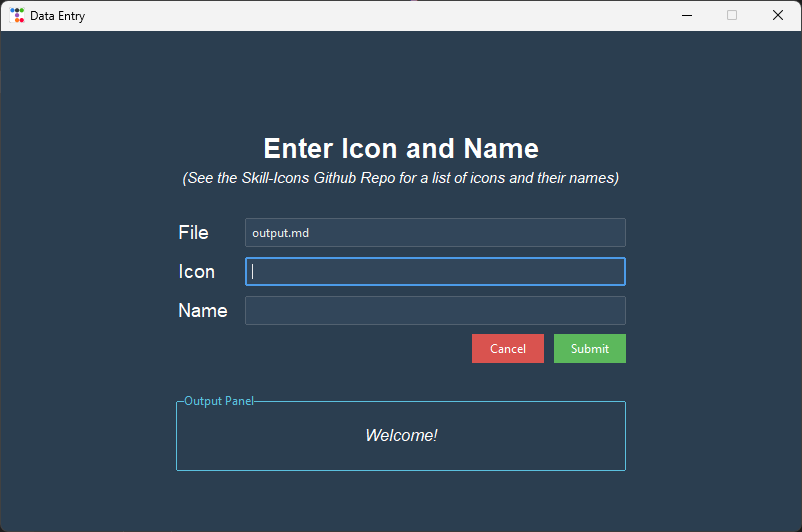 Data Entry
Enter Icon and Name
(See the Skill-Icons Github Repo for a list of icons and their names)
File output.md
Icon
Name
Cancel Submit
Output Panel
Welcome!